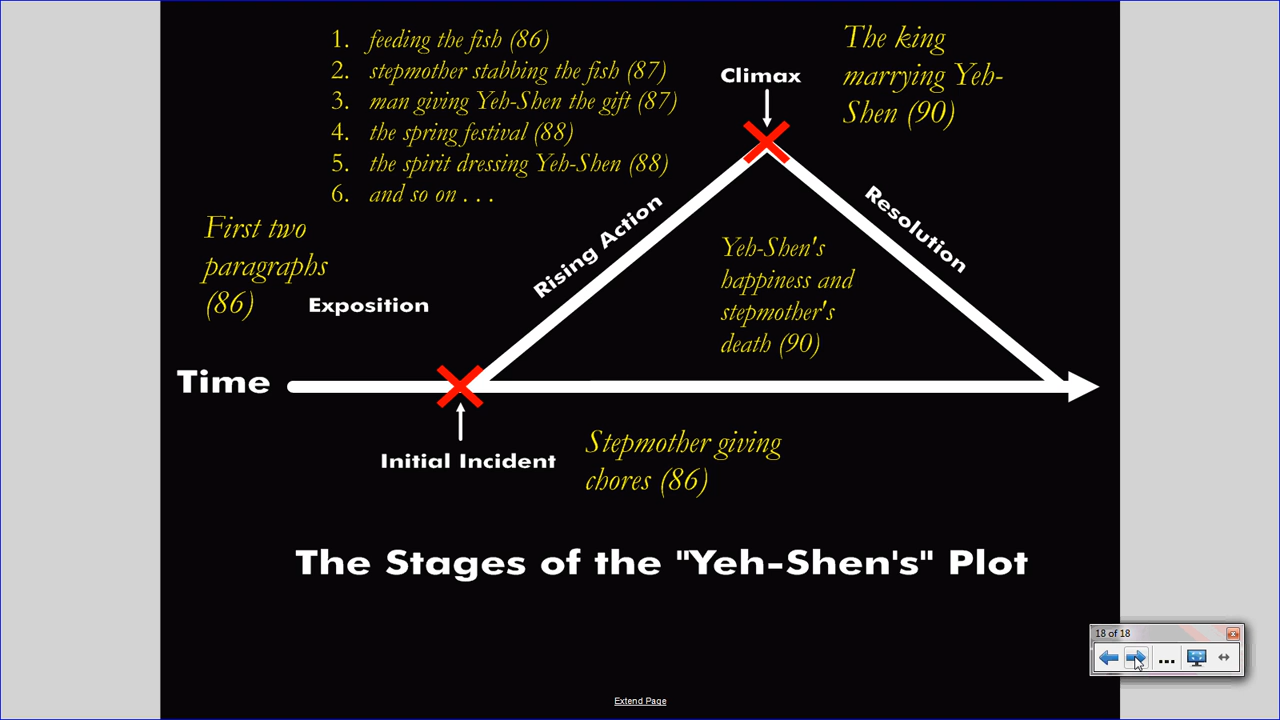 1. feeding the fish (86)
2. stepmother stabbing the fish (87)
3. man giving Yeh-Shen the gift (87)
4. the spring festival (88)
5. the spirit dressing Yeh-Shen (88)
6. and so on . . .
Climax
The king
marrying Yeh-
Shen (90)
First two
paragraphs
(86)
Exposition
Rising Action
Resolution
Yeh-Shen's
happiness and
stepmother's
death (90)
Time
Initial Incident
Stepmother giving
chores (86)
The Stages of the "Yeh-Shen's" Plot
18 of 18
Extend Page